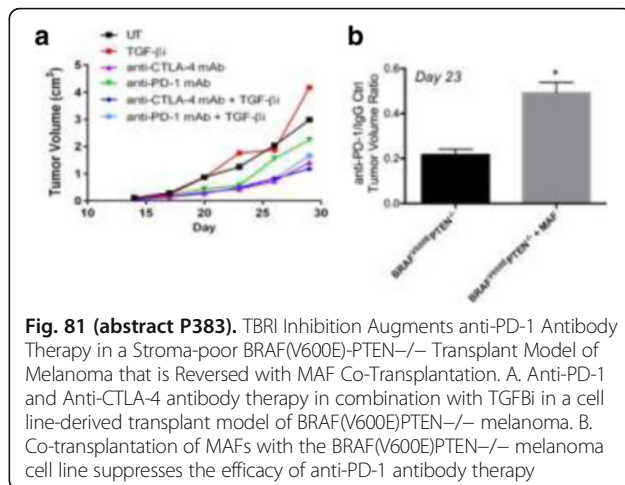 a
b
UT
TGF-βi
anti-CTLA-4 mAb
anti-PD-1 mAb
anti-CTLA-4 mAb + TGF-βi
anti-PD-1 mAb + TGF-βi
Tumor Volume (cm²)
5
4
3
2
1
0
10
15
20
25
30
Day
Day 23
*
anti-PD-1/IgG Ctrl
Tumor Volume Ratio
0.6
0.4
0.2
0.0
BRAFV600EPTEN-/-
BRAFV600EPTEN-/- + MAF
Fig. 81 (abstract P383). TBRI Inhibition Augments anti-PD-1 Antibody
Therapy in a Stroma-poor BRAF(V600E)-PTEN−/− Transplant Model of
Melanoma that is Reversed with MAF Co-Transplantation. A. Anti-PD-1
and Anti-CTLA-4 antibody therapy in combination with TGFBi in a cell
line-derived transplant model of BRAF(V600E)PTEN−/− melanoma. B.
Co-transplantation of MAFs with the BRAF(V600E)PTEN−/− melanoma
cell line suppresses the efficacy of anti-PD-1 antibody therapy